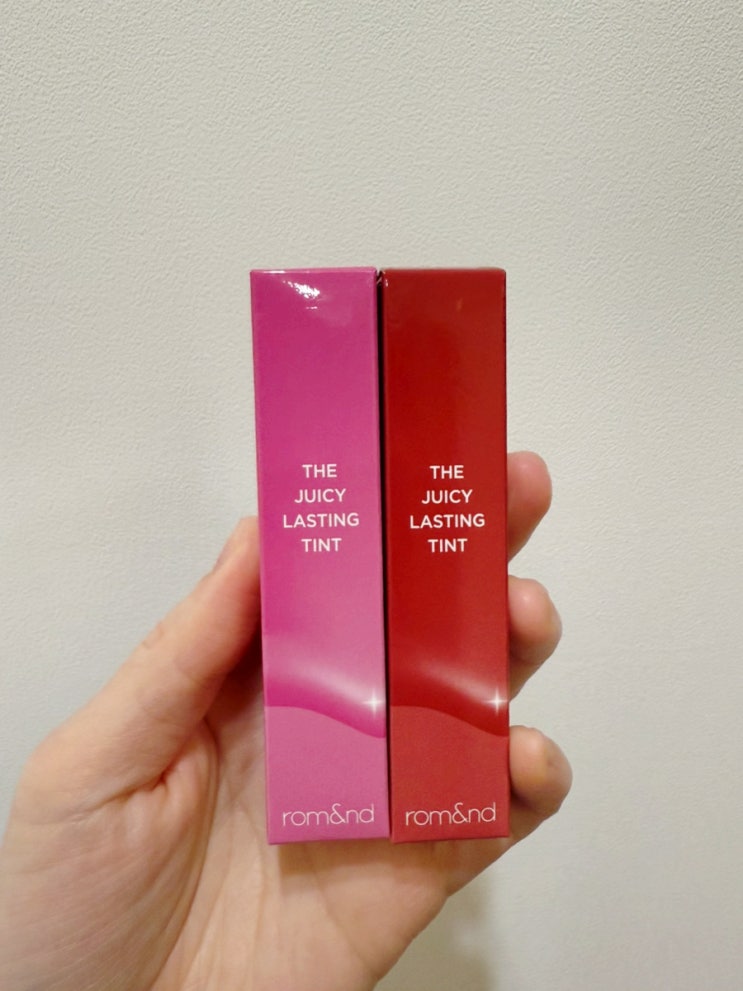 THE
JUICY
LASTING
TINT
rom&nd
THE
JUICY
LASTING
TINT
rom&nd